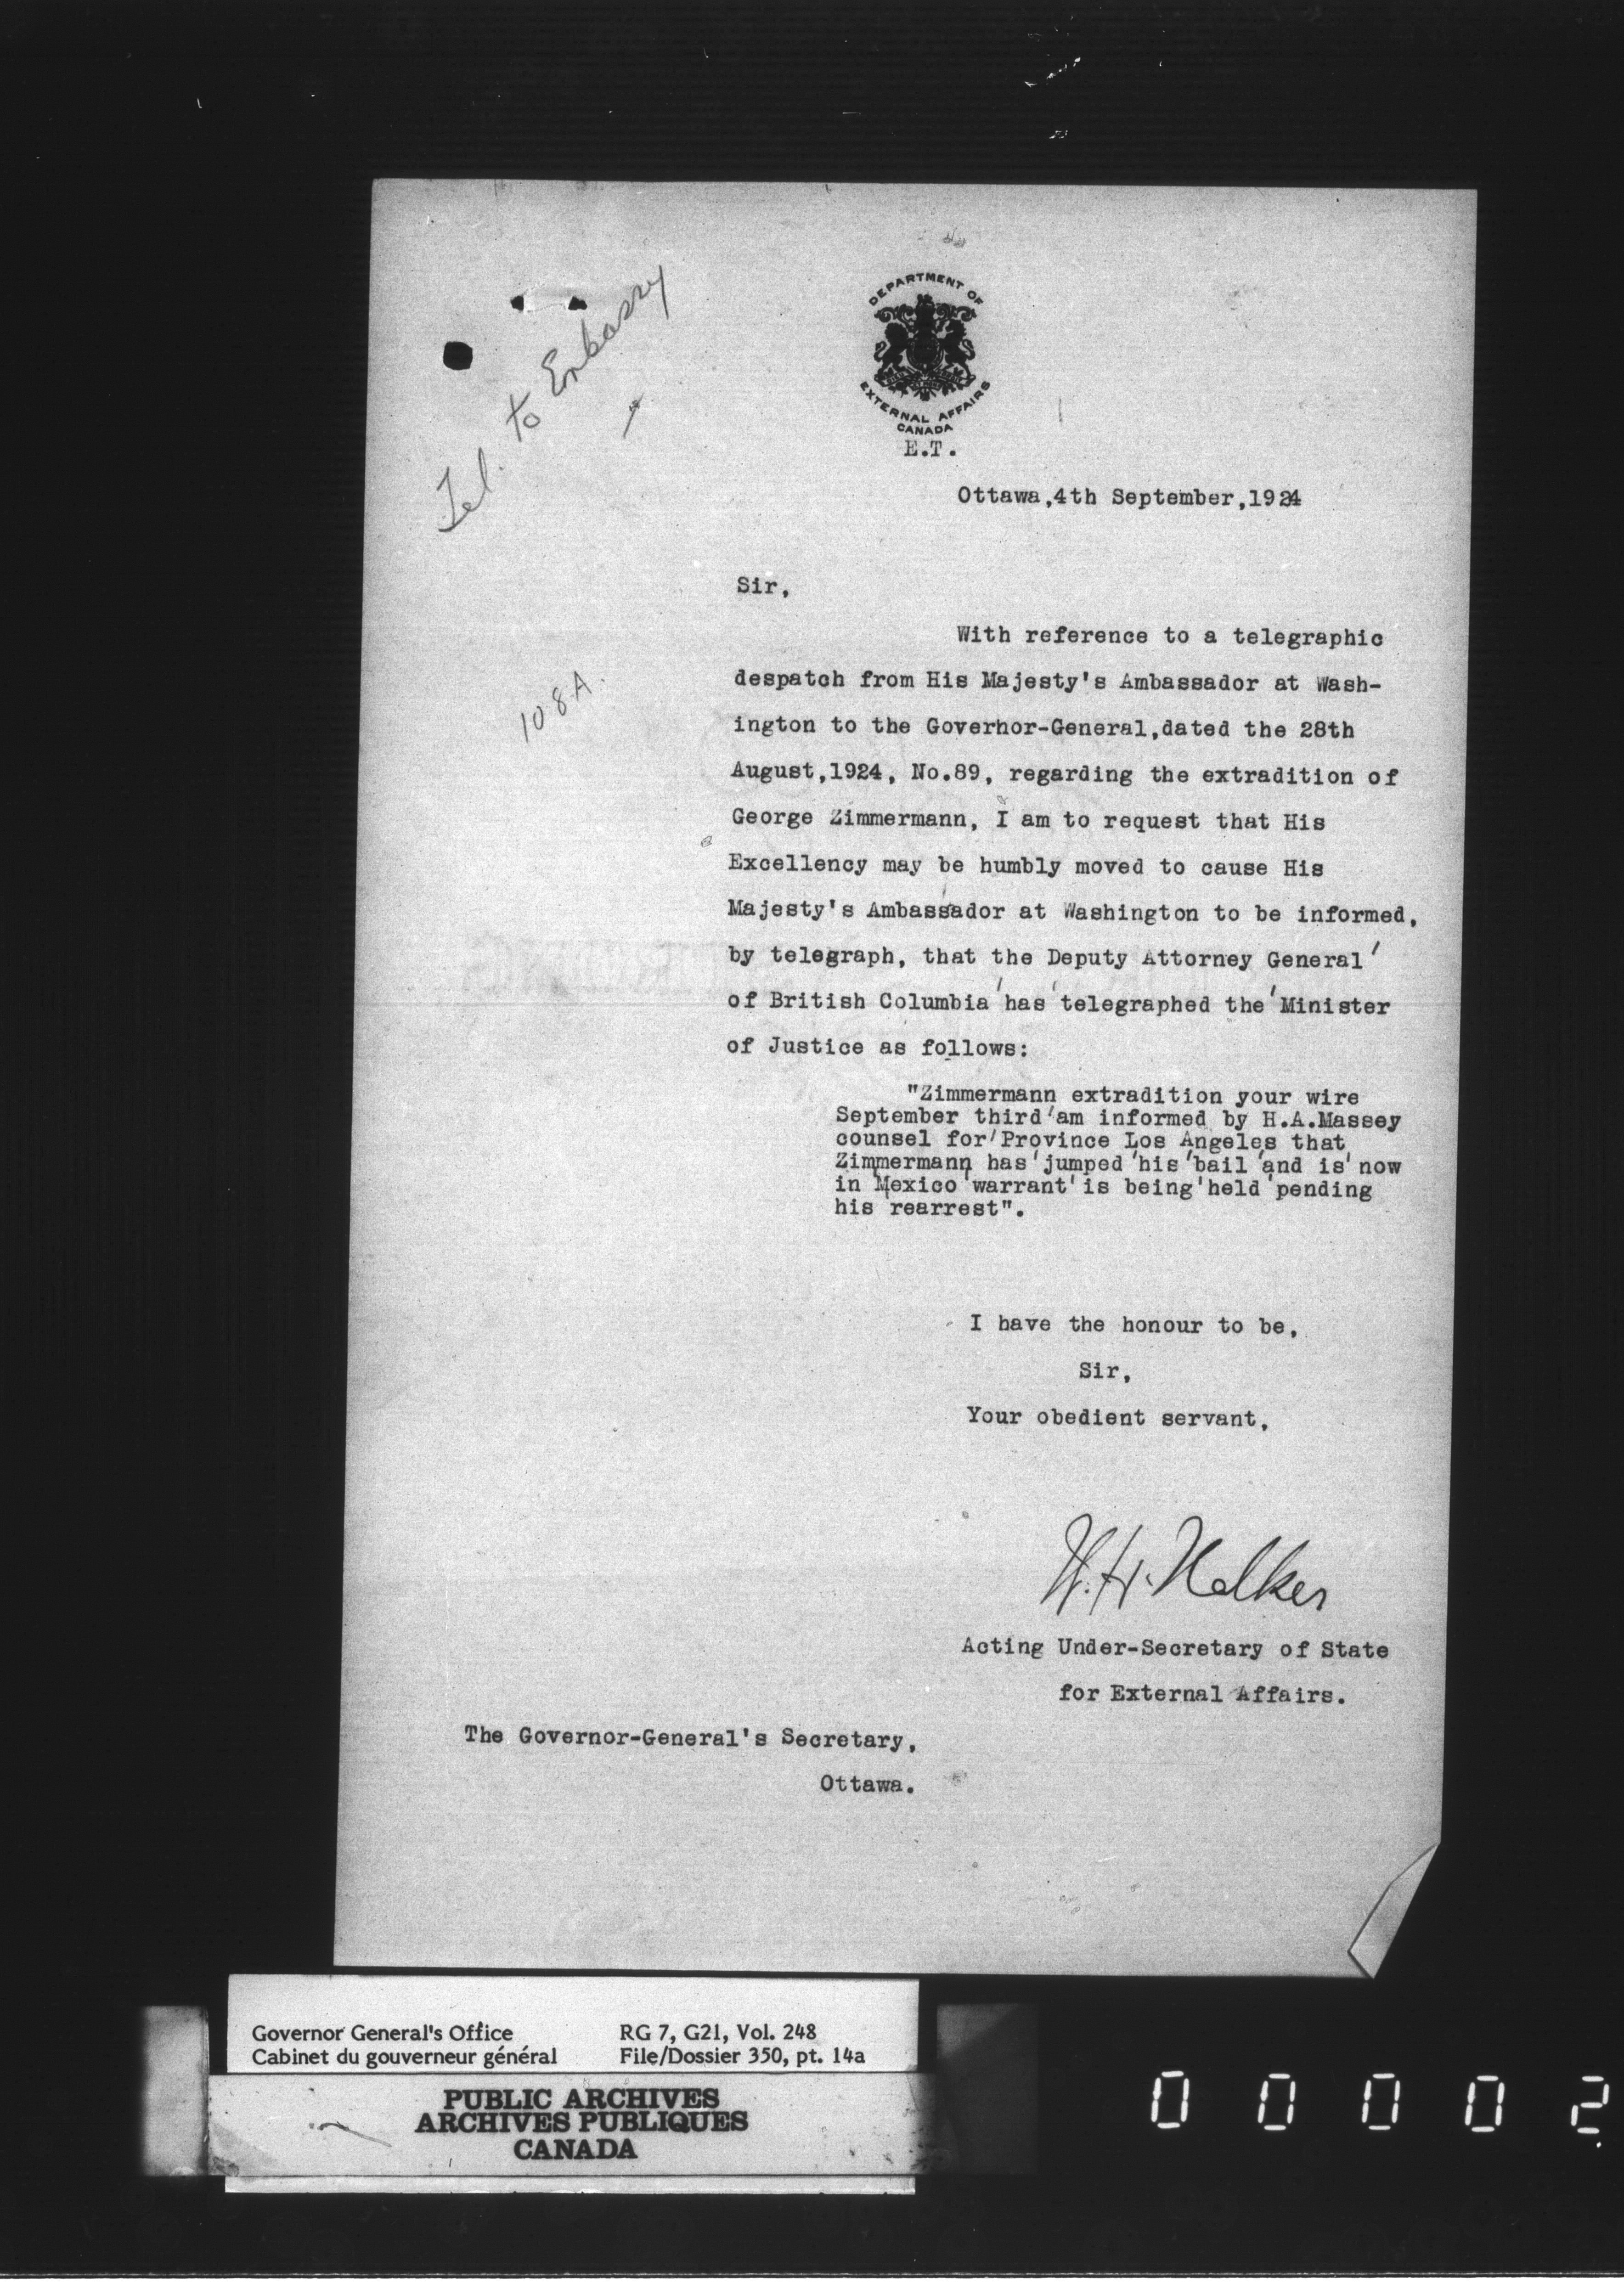 Tel. to Embassy
108A.
DEPARTMENT OF
EXTERNAL AFFAIRS
CANADA
E.T.
Ottawa,4th September,1924
Sir,
With reference to a telegraphic
despatch from His Majesty's Ambassador at Wash-
ington to the Governor-General,dated the 28th
August,1924, No.89, regarding the extradition of
George Zimmermann, I am to request that His
Excellency may be humbly moved to cause His
Majesty's Ambassador at Washington to be informed,
by telegraph, that the Deputy Attorney General
of British Columbia has telegraphed the Minister
of Justice as follows:
"Zimmermann extradition your wire
September third am informed by H.A.Massey
counsel for Province Los Angeles that
Zimmermann has jumped his bail and is now
in Mexico warrant is being held pending
his rearrest".
I have the honour to be,
Sir,
Your obedient servant,
W.H.Walker
Acting Under-Secretary of State
for External Affairs.
The Governor-General's Secretary,
Ottawa.
Governor General's Office RG 7, G21, Vol. 248
Cabinet du gouverneur général File/Dossier 350, pt. 14a
PUBLIC ARCHIVES
ARCHIVES PUBLIQUES
CANADA
0 0 0 0 2